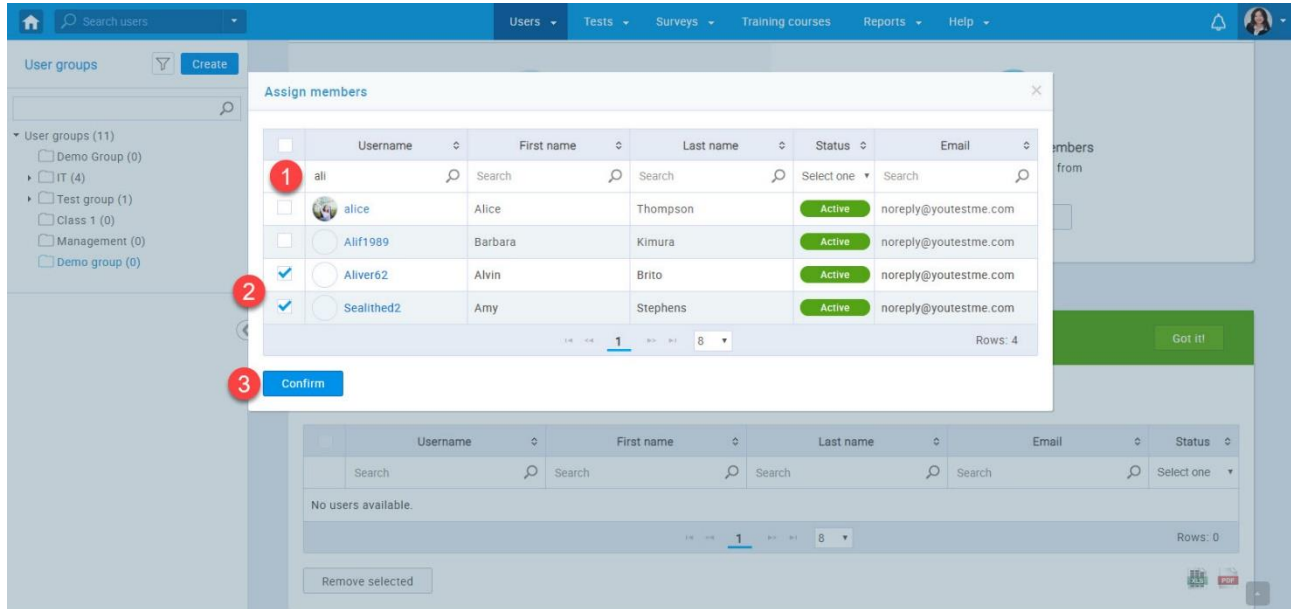 Search users
Users Tests Surveys Training courses Reports Help
User groups Create
User groups (11)
Demo Group (0)
IT (4)
Test group (1)
Class 1 (0)
Management (0)
Demo group (0)
Assign members
Username First name Last name Status Email
1 ali Search Search Select one Search
alice Alice Thompson Active noreply@youtestme.com
Alif1989 Barbara Kimura Active noreply@youtestme.com
Aliver62 Alvin Brito Active noreply@youtestme.com
2
Sealithed2 Amy Stephens Active noreply@youtestme.com
1 8 Rows: 4
3 Confirm
embers
from
Got it!
Username First name Last name Email Status
Search Search Search Search Select one
No users available.
1 8 Rows: 0
Remove selected XLS PDF